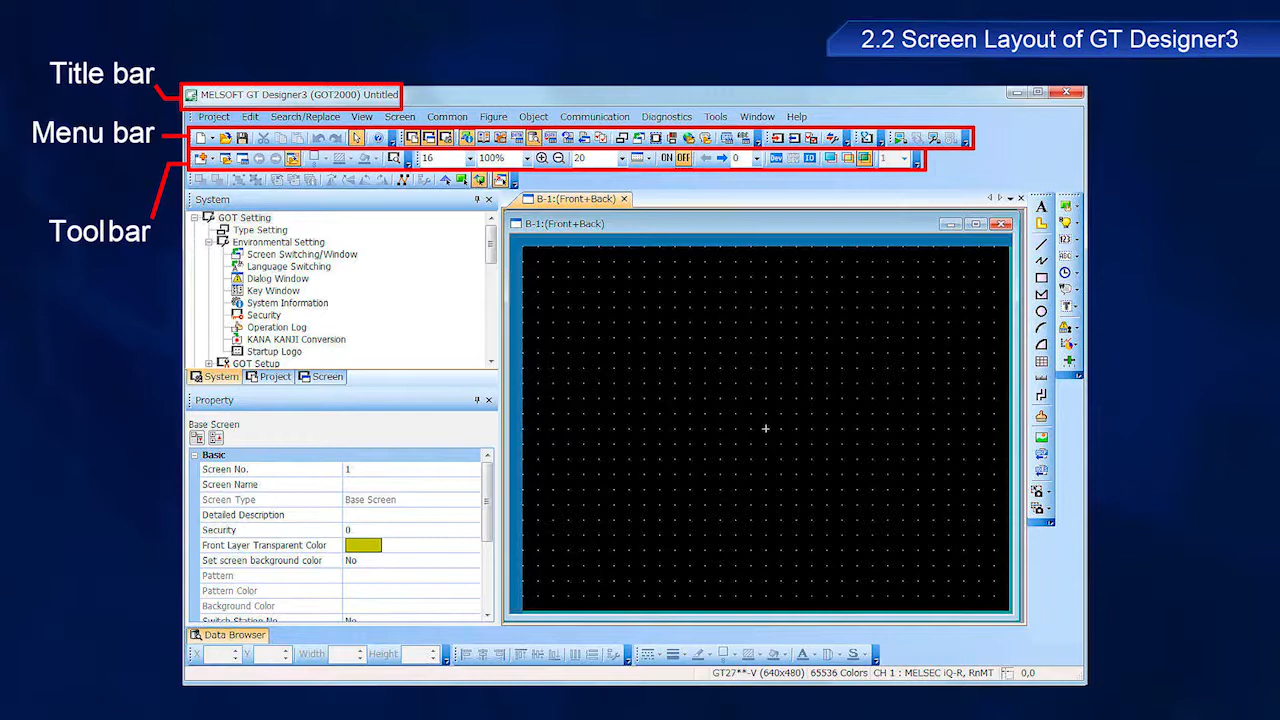 2.2 Screen Layout of GT Designer3
Title bar
Menu bar
Toolbar
MELSOFT GT Designer3 (GOT2000) Untitled
Project Edit Search/Replace View Screen Common Figure Object Communication Diagnostics Tools Window Help
16 100% 20 ON OFF 0 Dev IO 1
System
GOT Setting
Type Setting
Environmental Setting
Screen Switching/Window
Language Switching
Dialog Window
Key Window
System Information
Security
Operation Log
KANA KANJI Conversion
Startup Logo
GOT Setup
System Project Screen
B-1:(Front+Back)
B-1:(Front+Back)
Property
Base Screen
Basic
Screen No. 1
Screen Name
Screen Type Base Screen
Detailed Description
Security 0
Front Layer Transparent Color
Set screen background color No
Pattern
Pattern Color
Background Color
Switch Station No. No
Data Browser
X Y Width Height
GT27**-V (640x480) 65536 Colors CH 1 : MELSEC iQ-R, RnMT 0,0